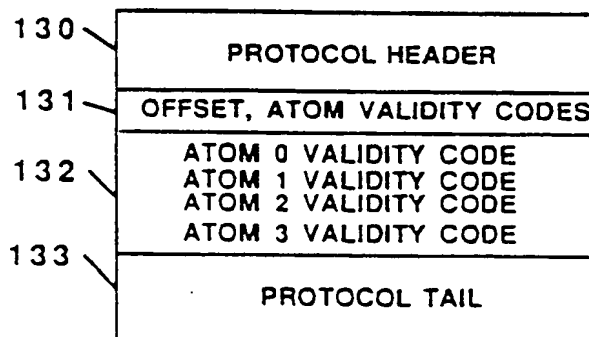 130
PROTOCOL HEADER
131
OFFSET, ATOM VALIDITY CODES
132
ATOM 0 VALIDITY CODE
ATOM 1 VALIDITY CODE
ATOM 2 VALIDITY CODE
ATOM 3 VALIDITY CODE
133
PROTOCOL TAIL